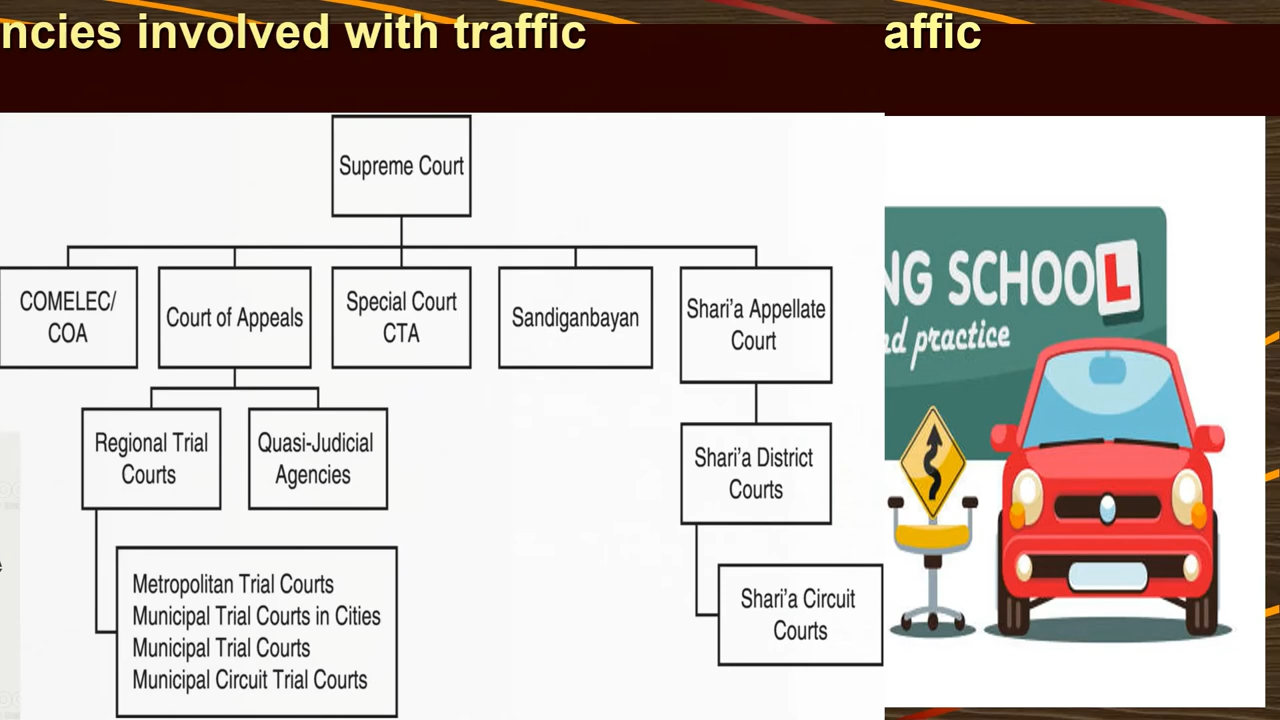 ncies involved with traffic
affic
Supreme Court
COMELEC/
COA
Court of Appeals
Special Court
CTA
Sandiganbayan
Shari'a Appellate
Court
Regional Trial
Courts
Quasi-Judicial
Agencies
Shari'a District
Courts
Metropolitan Trial Courts
Municipal Trial Courts in Cities
Municipal Trial Courts
Municipal Circuit Trial Courts
Shari'a Circuit
Courts
NG SCHOOL
nd practice